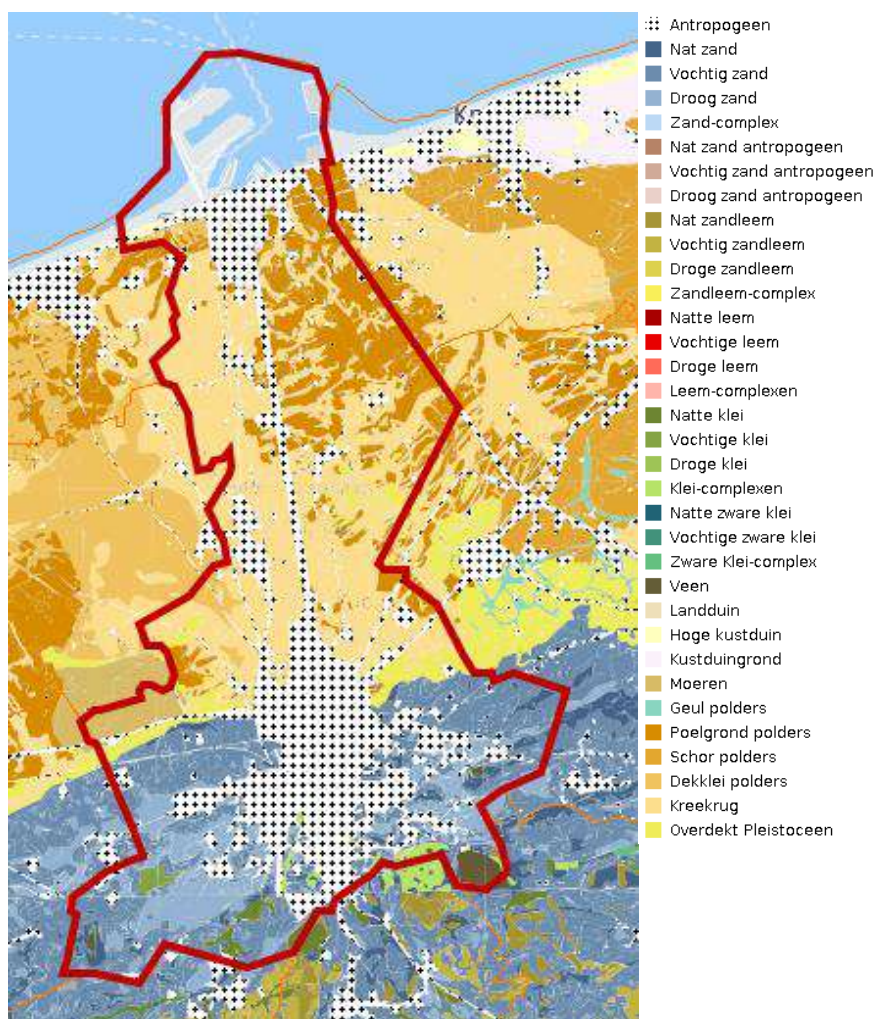 Antropogeen
Nat zand
Vochtig zand
Droog zand
Zand-complex
Nat zand antropogeen
Vochtig zand antropogeen
Droog zand antropogeen
Nat zandleem
Vochtig zandleem
Droge zandleem
Zandleem-complex
Natte leem
Vochtige leem
Droge leem
Leem-complexen
Natte klei
Vochtige klei
Droge klei
Klei-complexen
Natte zware klei
Vochtige zware klei
Zware Klei-complex
Veen
Landduin
Hoge kustduin
Kustduingrond
Moeren
Geul polders
Poelgrond polders
Schor polders
Dekklei polders
Kreekrug
Overdekt Pleistoceen